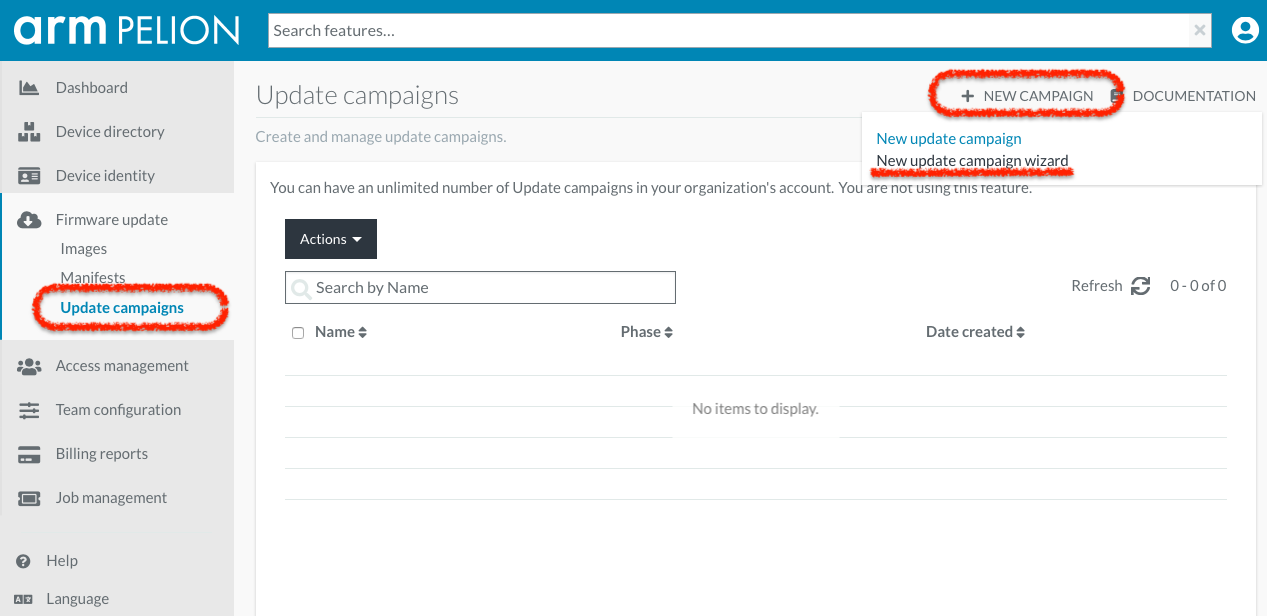 arm PELION
Search features...
Dashboard
Device directory
Device identity
Firmware update
Images
Manifests
Update campaigns
Access management
Team configuration
Billing reports
Job management
Help
Language
Update campaigns
NEW CAMPAIGN
DOCUMENTATION
Create and manage update campaigns.
New update campaign
New update campaign wizard
You can have an unlimited number of Update campaigns in your organization's account. You are not using this feature.
Actions
Search by Name
Refresh 0 - 0 of 0
Name Phase Date created
No items to display.